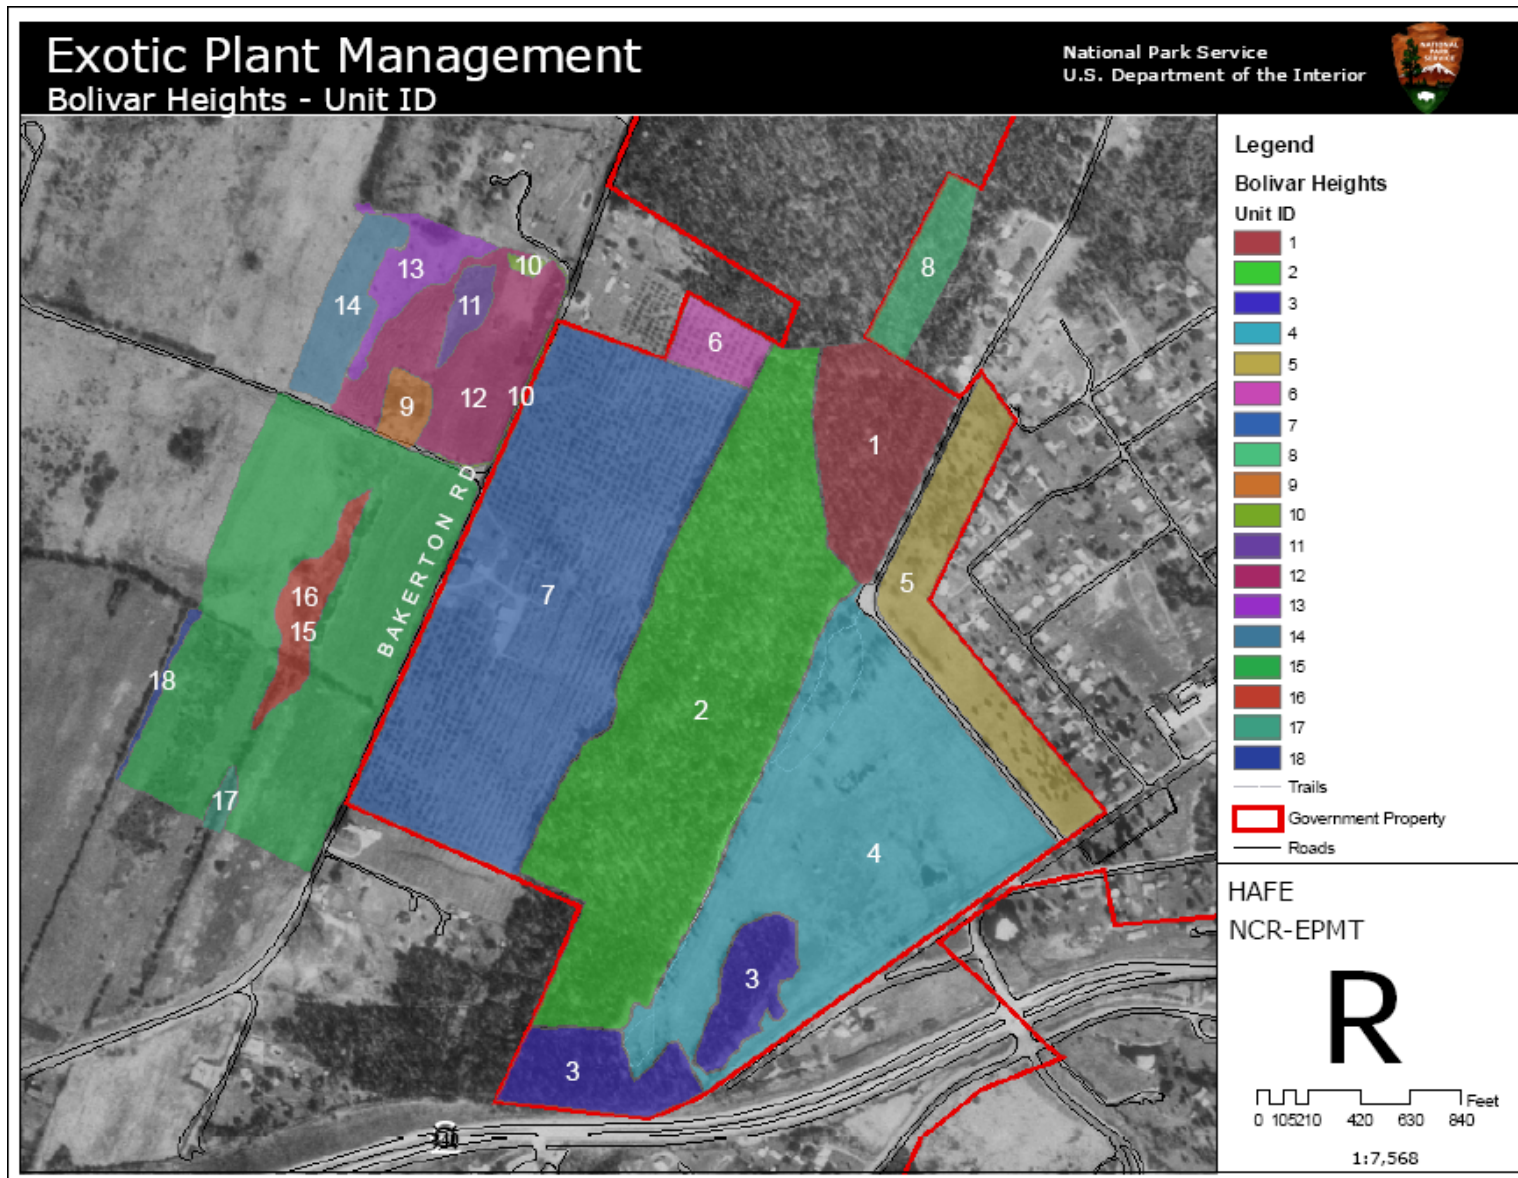 Exotic Plant Management
Bolivar Heights - Unit ID
National Park Service
U.S. Department of the Interior
NATIONAL
PARK
SERVICE
8
13
10
14
11
6
9
12
10
1
BAKERTON RD
5
7
16
15
18
2
17
4
3
3
Legend
Bolivar Heights
Unit ID
1
2
3
4
5
6
7
8
9
10
11
12
13
14
15
16
17
18
Trails
Government Property
Roads
HAFE
NCR-EPMT
R
Feet
0 105210 420 630 840
1:7,568